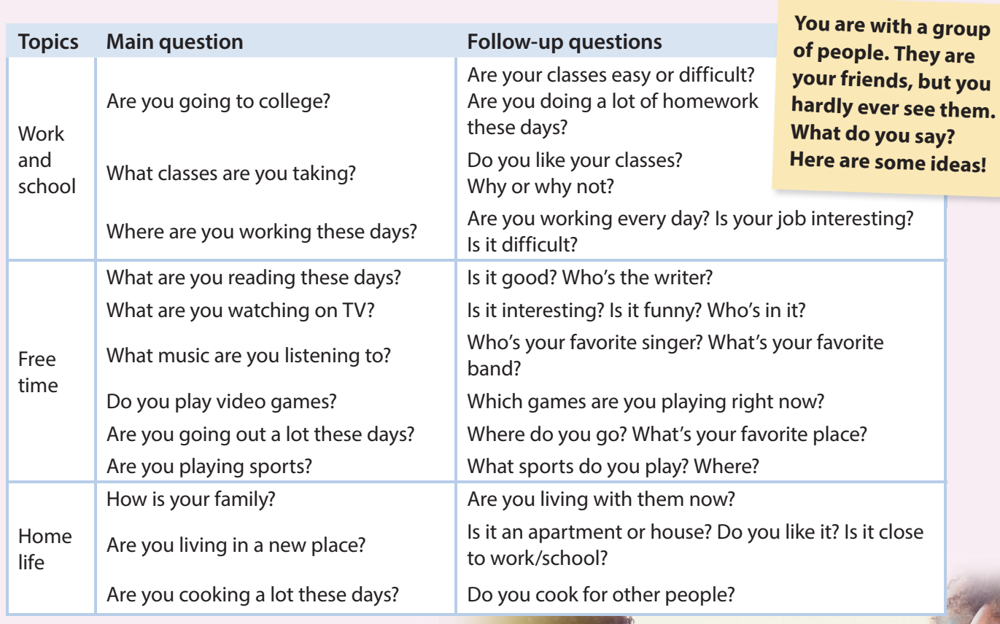 Topics Main question Follow-up questions
You are with a group
of people. They are
your friends, but you
hardly ever see them.
What do you say?
Here are some ideas!
Work
and
school
Are you going to college?
Are your classes easy or difficult?
Are you doing a lot of homework
these days?
What classes are you taking?
Do you like your classes?
Why or why not?
Where are you working these days?
Are you working every day? Is your job interesting?
Is it difficult?
Free
time
What are you reading these days?
Is it good? Who’s the writer?
What are you watching on TV?
Is it interesting? Is it funny? Who’s in it?
What music are you listening to?
Who’s your favorite singer? What’s your favorite
band?
Do you play video games?
Which games are you playing right now?
Are you going out a lot these days?
Where do you go? What’s your favorite place?
Are you playing sports?
What sports do you play? Where?
Home
life
How is your family?
Are you living with them now?
Are you living in a new place?
Is it an apartment or house? Do you like it? Is it close
to work/school?
Are you cooking a lot these days?
Do you cook for other people?